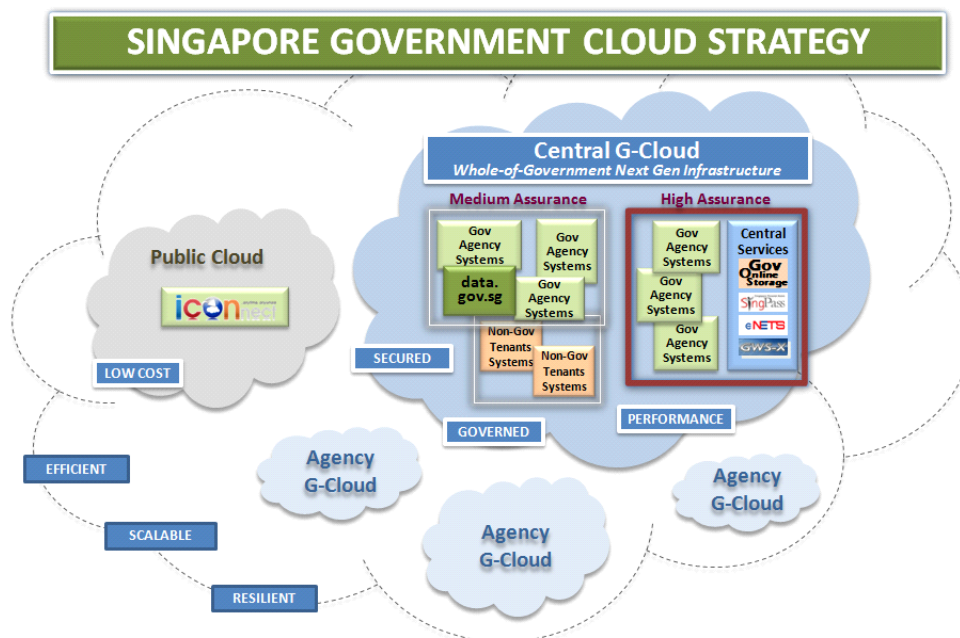 SINGAPORE GOVERNMENT CLOUD STRATEGY
Central G-Cloud
Whole-of-Government Next Gen Infrastructure
Medium Assurance
High Assurance
Gov
Agency
Systems
Gov
Agency
Systems
data.
gov.sg
Gov
Agency
Systems
Non-Gov
Tenants
Systems
Non-Gov
Tenants
Systems
Gov
Agency
Systems
Gov
Agency
Systems
Gov
Agency
Systems
Central
Services
Gov
Online
Storage
SingPass
eNETS
GWS-X
Public Cloud
icon
nect
LOW COST
SECURED
GOVERNED
PERFORMANCE
EFFICIENT
SCALABLE
RESILIENT
Agency
G-Cloud
Agency
G-Cloud
Agency
G-Cloud